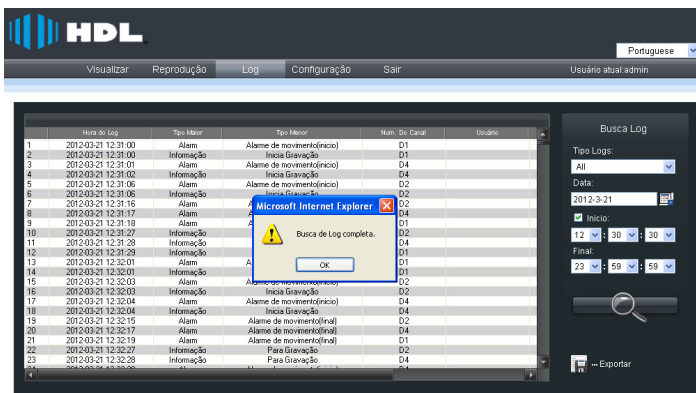 HDL
Portuguese
Visualizar Reprodução Log Configuração Sair Usuário atual:admin
Hora do Log Tipo Maior Tipo Menor Num. Do Canal Usuário
1 2012-03-21 12:31:00 Alarm Alarme de movimento(inicio) D1
2 2012-03-21 12:31:00 Informação Inicia Gravação D1
3 2012-03-21 12:31:01 Alarm Alarme de movimento(inicio) D4
4 2012-03-21 12:31:02 Informação Inicia Gravação D4
5 2012-03-21 12:31:06 Alarm Alarme de movimento(inicio) D2
6 2012-03-21 12:31:06 Informação Inicia Gravação D2
7 2012-03-21 12:31:16 Alarm D2
8 2012-03-21 12:31:17 Alarm D4
9 2012-03-21 12:31:18 Alarm D1
10 2012-03-21 12:31:27 Informação D2
11 2012-03-21 12:31:28 Informação D4
12 2012-03-21 12:31:29 Informação D1
13 2012-03-21 12:32:01 Alarm D1
14 2012-03-21 12:32:01 Informação D1
15 2012-03-21 12:32:03 Alarm Alarme de movimento(inicio) D2
16 2012-03-21 12:32:03 Informação Inicia Gravação D2
17 2012-03-21 12:32:04 Alarm Alarme de movimento(inicio) D4
18 2012-03-21 12:32:04 Informação Inicia Gravação D4
19 2012-03-21 12:32:15 Alarm Alarme de movimento(final) D2
20 2012-03-21 12:32:17 Alarm Alarme de movimento(final) D4
21 2012-03-21 12:32:19 Alarm Alarme de movimento(final) D1
22 2012-03-21 12:32:27 Informação Para Gravação D2
23 2012-03-21 12:32:28 Informação Para Gravação D4
Microsoft Internet Explorer
Busca de Log completa.
OK
Busca Log
Tipo Logs:
All
Data:
2012-3-21
Inicio:
12 : 30 : 30
Final:
23 : 59 : 59
... Exportar